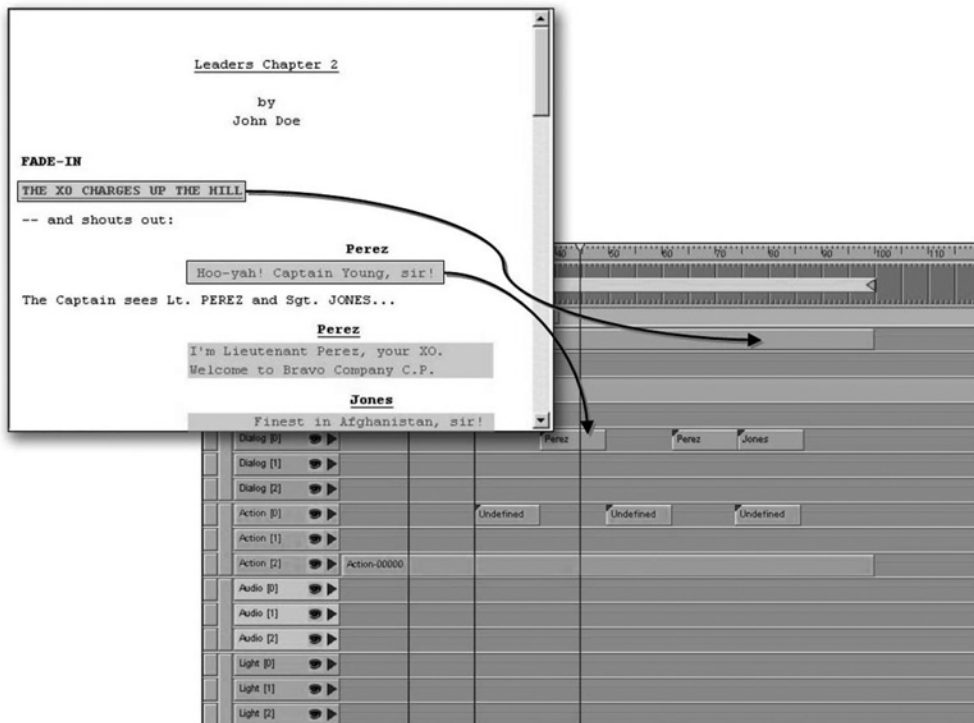 Leaders Chapter 2
by
John Doe
FADE-IN
THE XO CHARGES UP THE HILL
-- and shouts out:
Perez
Hoo-yah! Captain Young, sir!
The Captain sees Lt. PEREZ and Sgt. JONES...
Perez
I'm Lieutenant Perez, your XO.
Welcome to Bravo Company C.P.
Jones
Finest in Afghanistan, sir!
40 50 60 70 80 90 100 110
Dialog [0] Perez Perez Jones
Dialog [1]
Dialog [2]
Action [0] Undefined Undefined Undefined
Action [1]
Action [2] Action-00000
Audio [0]
Audio [1]
Audio [2]
Light [0]
Light [1]
Light [2]